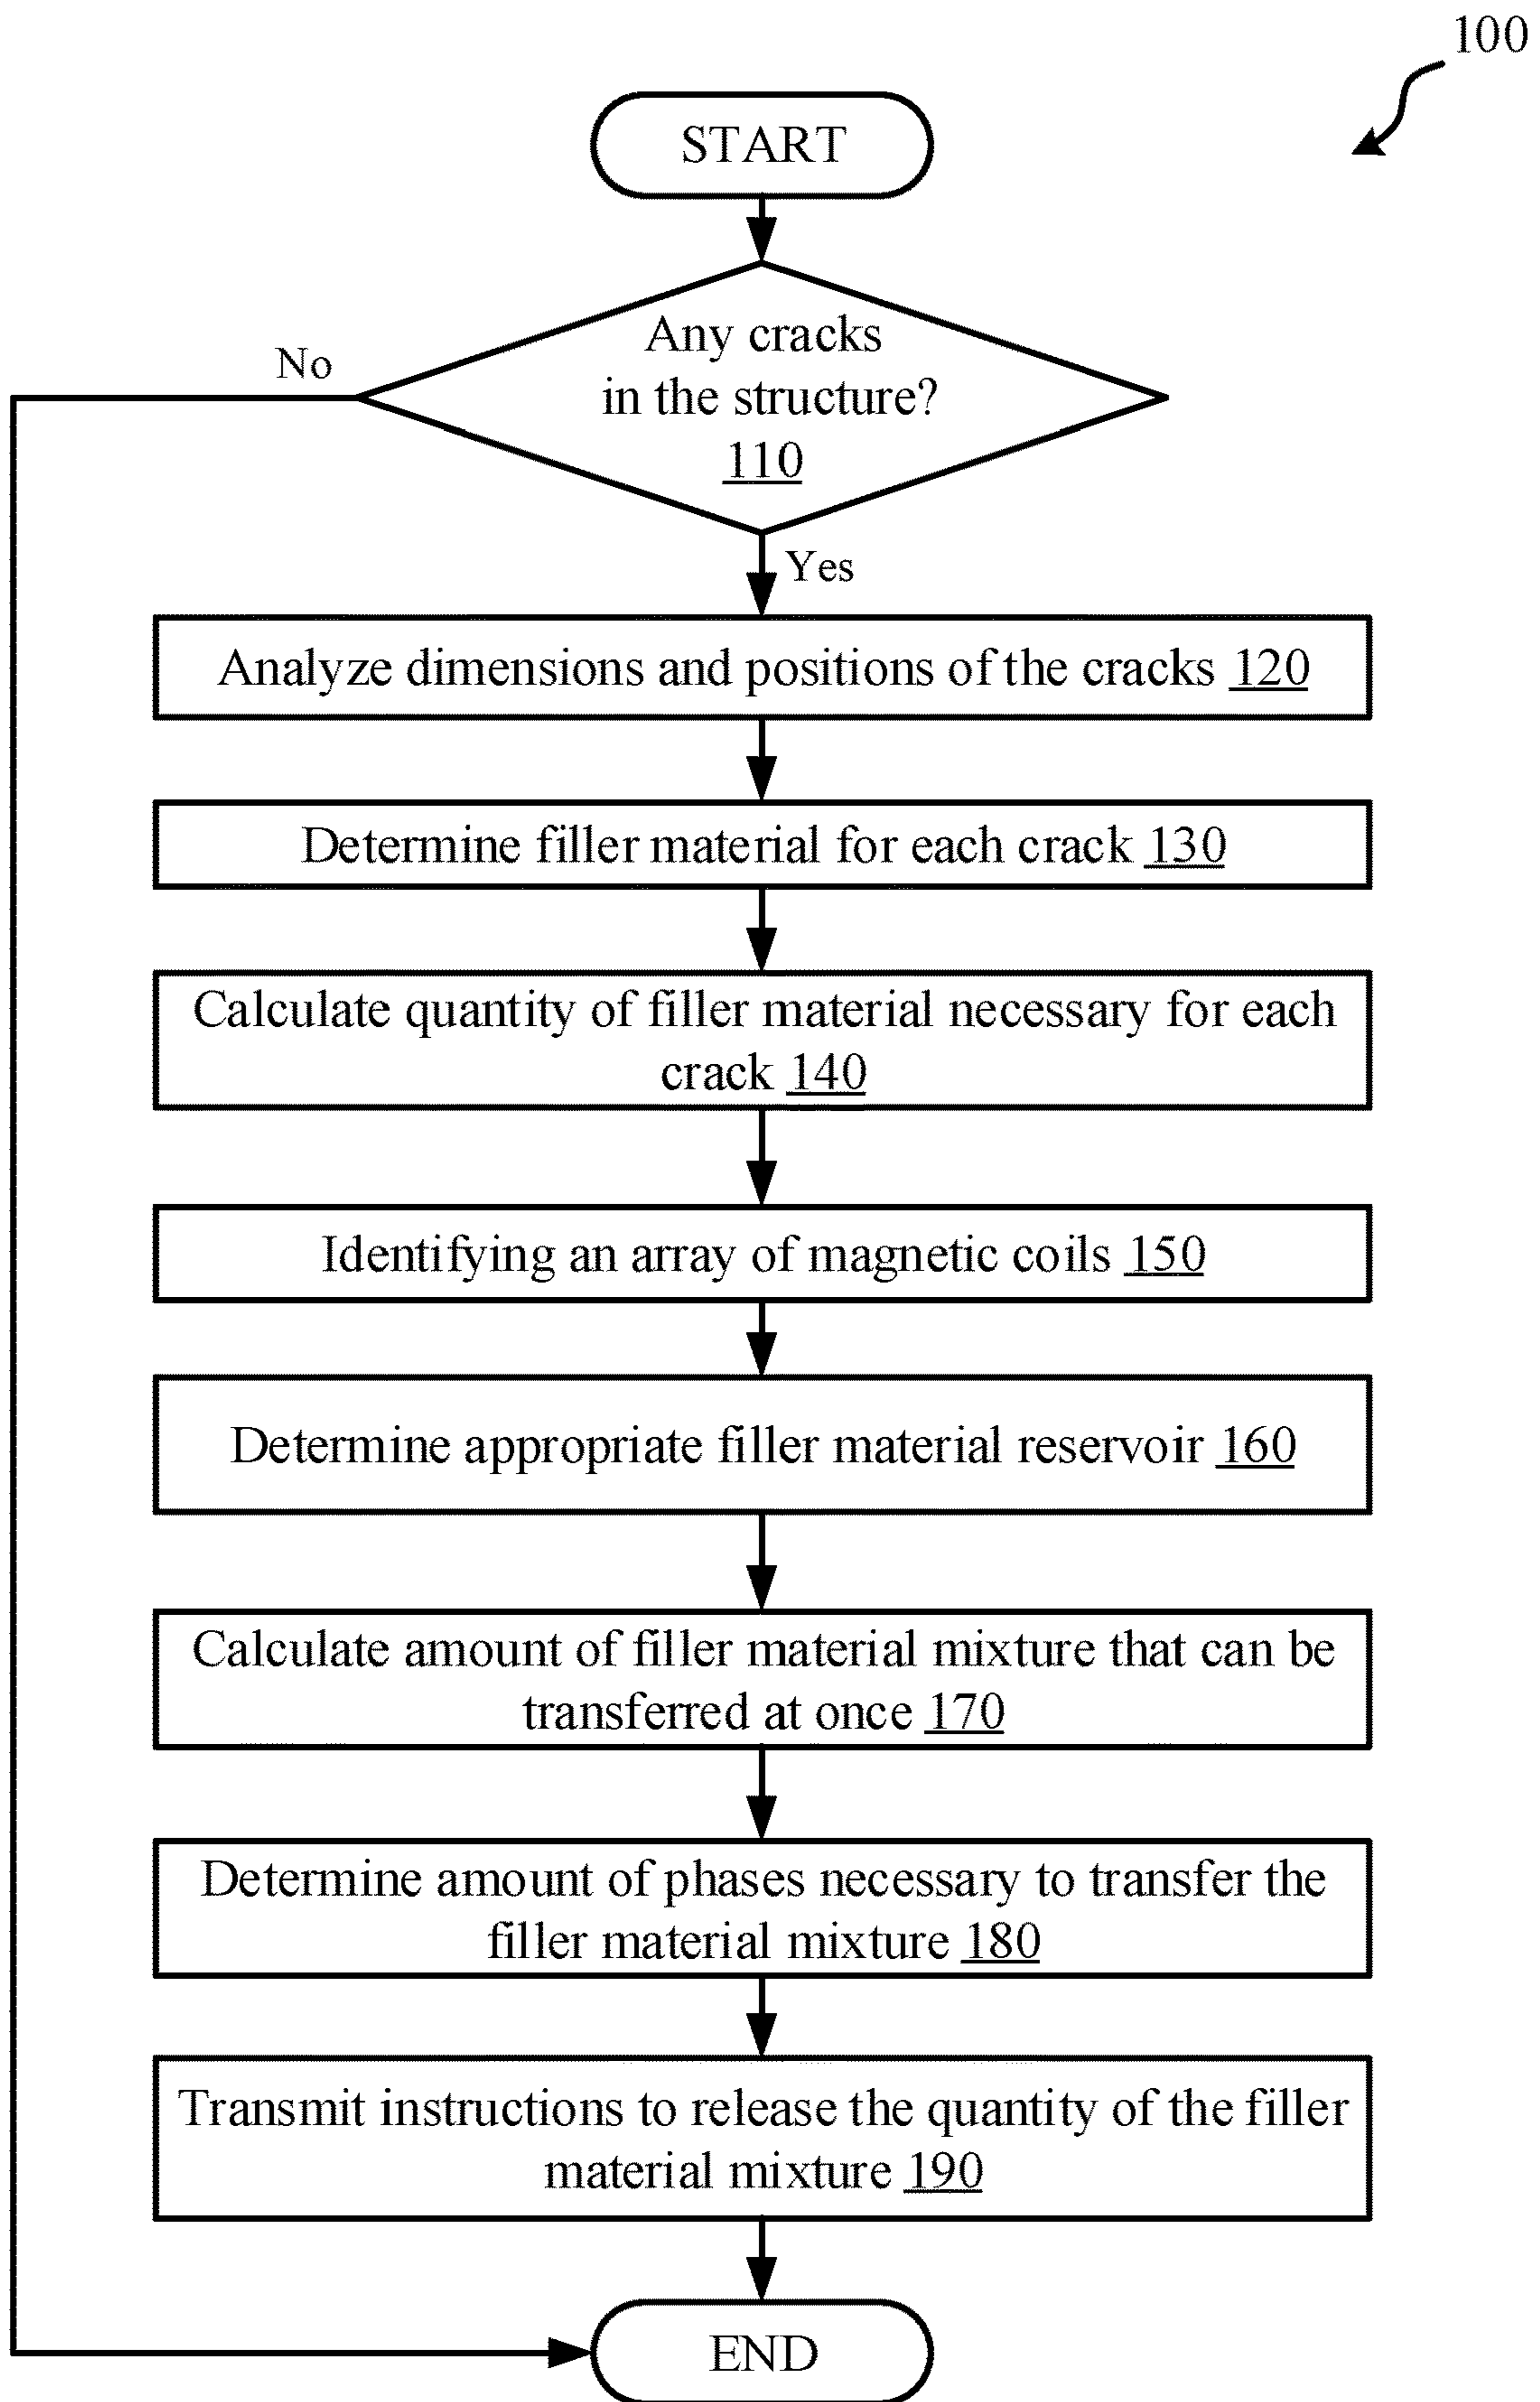 100
START
Any cracks
in the structure?
110
No
Yes
Analyze dimensions and positions of the cracks 120
Determine filler material for each crack 130
Calculate quantity of filler material necessary for each
crack 140
Identifying an array of magnetic coils 150
Determine appropriate filler material reservoir 160
Calculate amount of filler material mixture that can be
transferred at once 170
Determine amount of phases necessary to transfer the
filler material mixture 180
Transmit instructions to release the quantity of the filler
material mixture 190
END